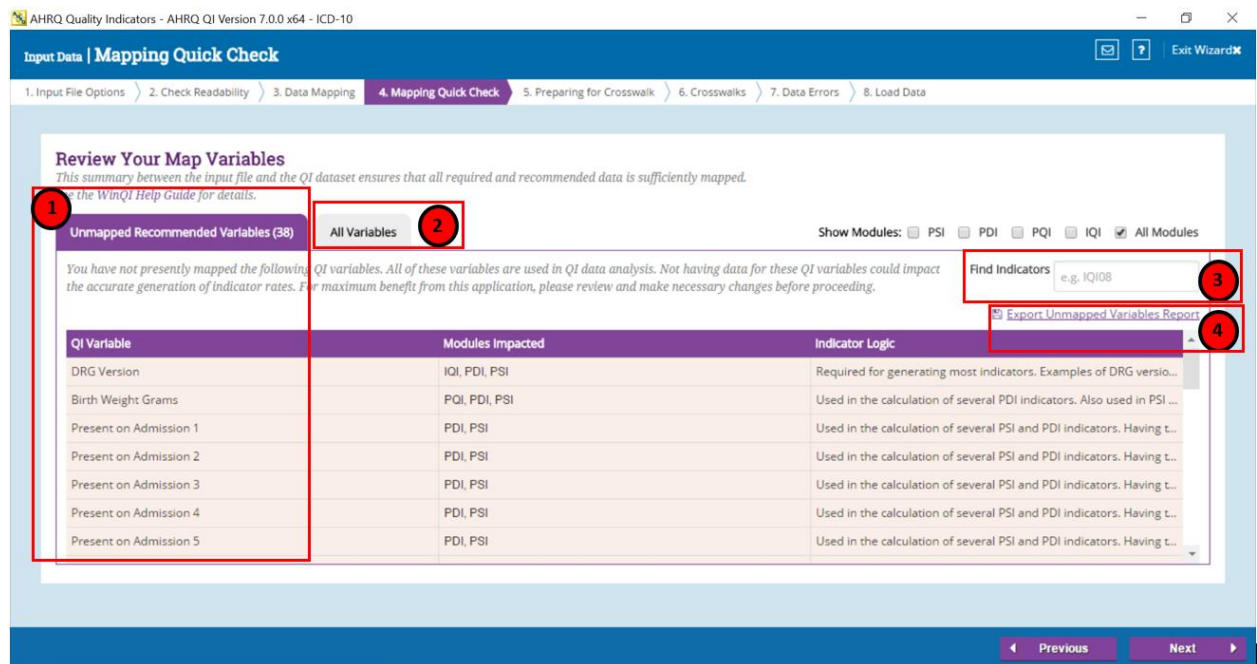 AHRQ Quality Indicators - AHRQ QI Version 7.0.0 x64 - ICD-10
Input Data | Mapping Quick Check
? Exit Wizard✖
1. Input File Options 2. Check Readability 3. Data Mapping 4. Mapping Quick Check 5. Preparing for Crosswalk 6. Crosswalks 7. Data Errors 8. Load Data
Review Your Map Variables
This summary between the input file and the QI dataset ensures that all required and recommended data is sufficiently mapped.
the WinQI Help Guide for details.
1
Unmapped Recommended Variables (38) All Variables 2 Show Modules: PSI PDI PQI IQI All Modules
You have not presently mapped the following QI variables. All of these variables are used in QI data analysis. Not having data for these QI variables could impact
the accurate generation of indicator rates. For maximum benefit from this application, please review and make necessary changes before proceeding.
Find Indicators e.g. IQI08 3
Export Unmapped Variables Report 4
QI Variable Modules Impacted Indicator Logic
DRG Version IQI, PDI, PSI Required for generating most indicators. Examples of DRG versio...
Birth Weight Grams PQI, PDI, PSI Used in the calculation of several PDI indicators. Also used in PSI ...
Present on Admission 1 PDI, PSI Used in the calculation of several PSI and PDI indicators. Having t...
Present on Admission 2 PDI, PSI Used in the calculation of several PSI and PDI indicators. Having t...
Present on Admission 3 PDI, PSI Used in the calculation of several PSI and PDI indicators. Having t...
Present on Admission 4 PDI, PSI Used in the calculation of several PSI and PDI indicators. Having t...
Present on Admission 5 PDI, PSI Used in the calculation of several PSI and PDI indicators. Having t...
Previous Next